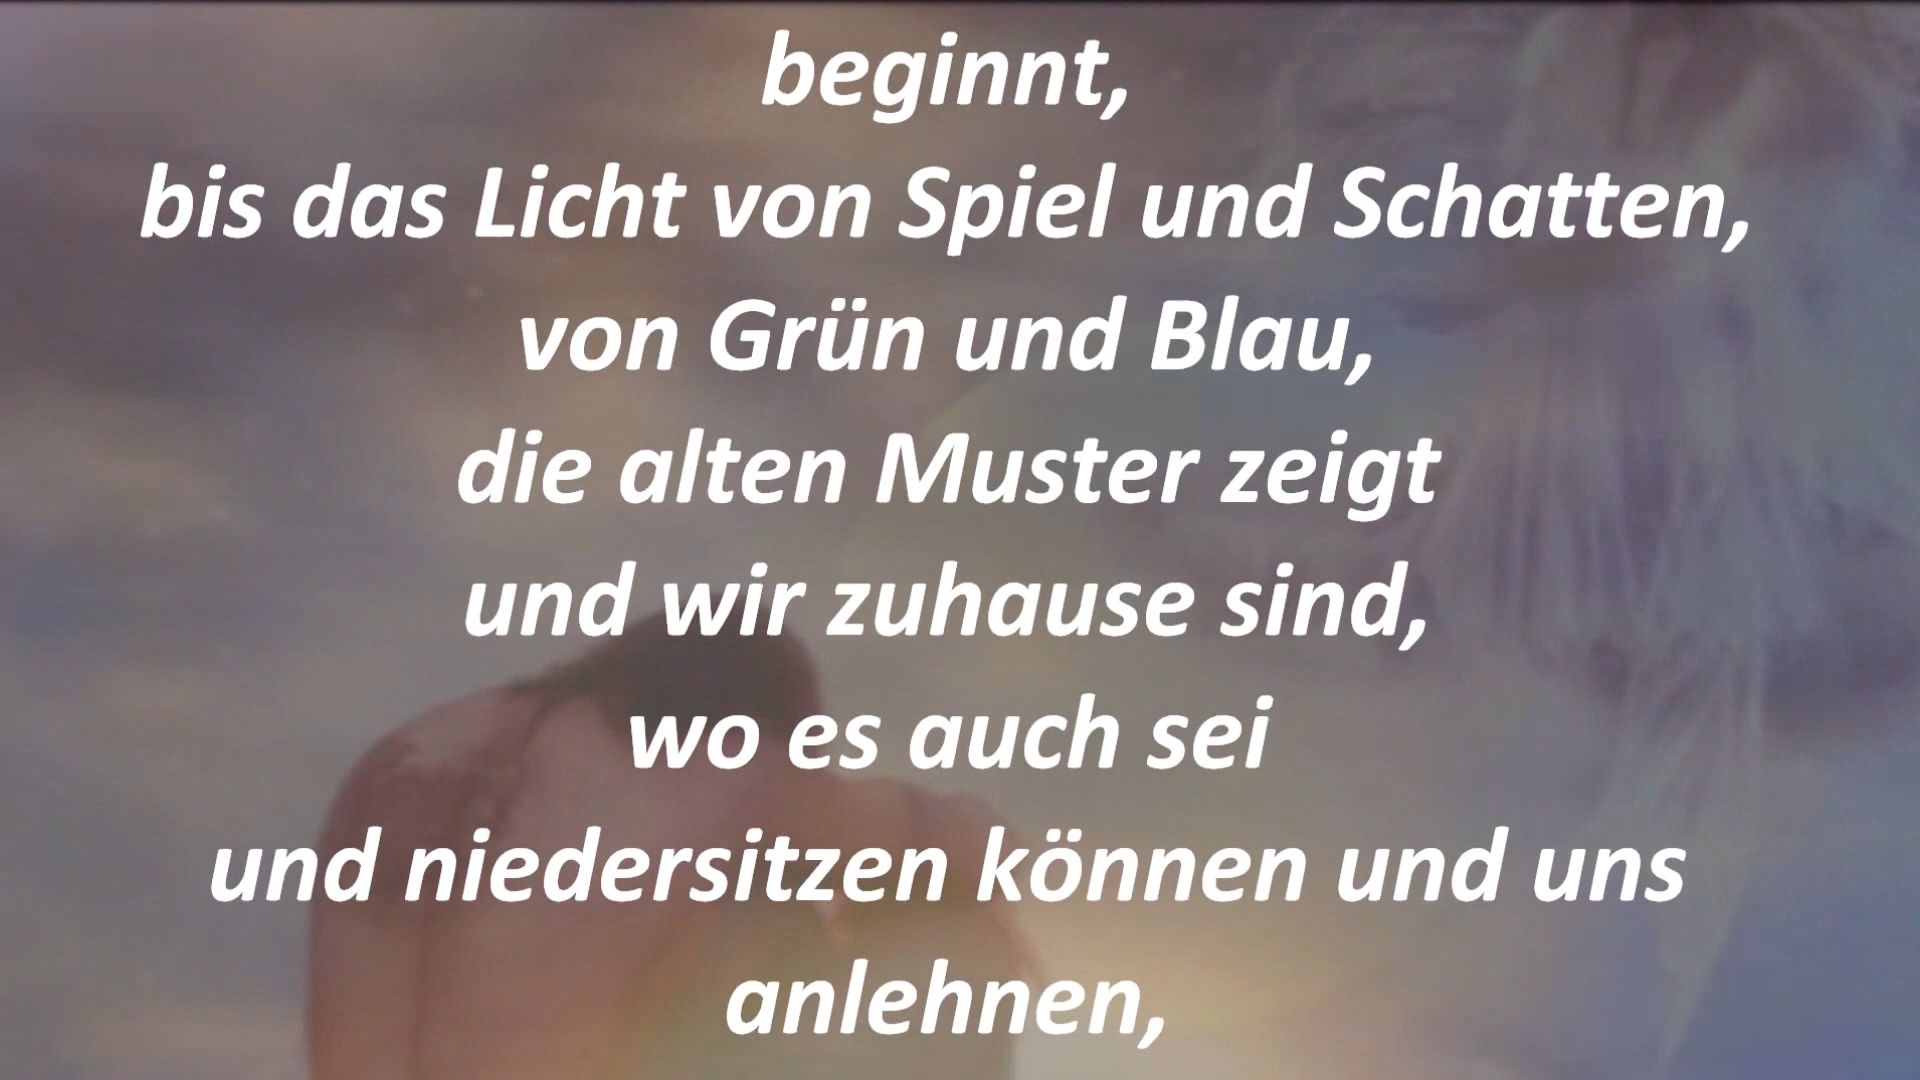 beginnt,
bis das Licht von Spiel und Schatten,
von Grün und Blau,
die alten Muster zeigt
und wir zuhause sind,
wo es auch sei
und niedersitzen können und uns
anlehnen,